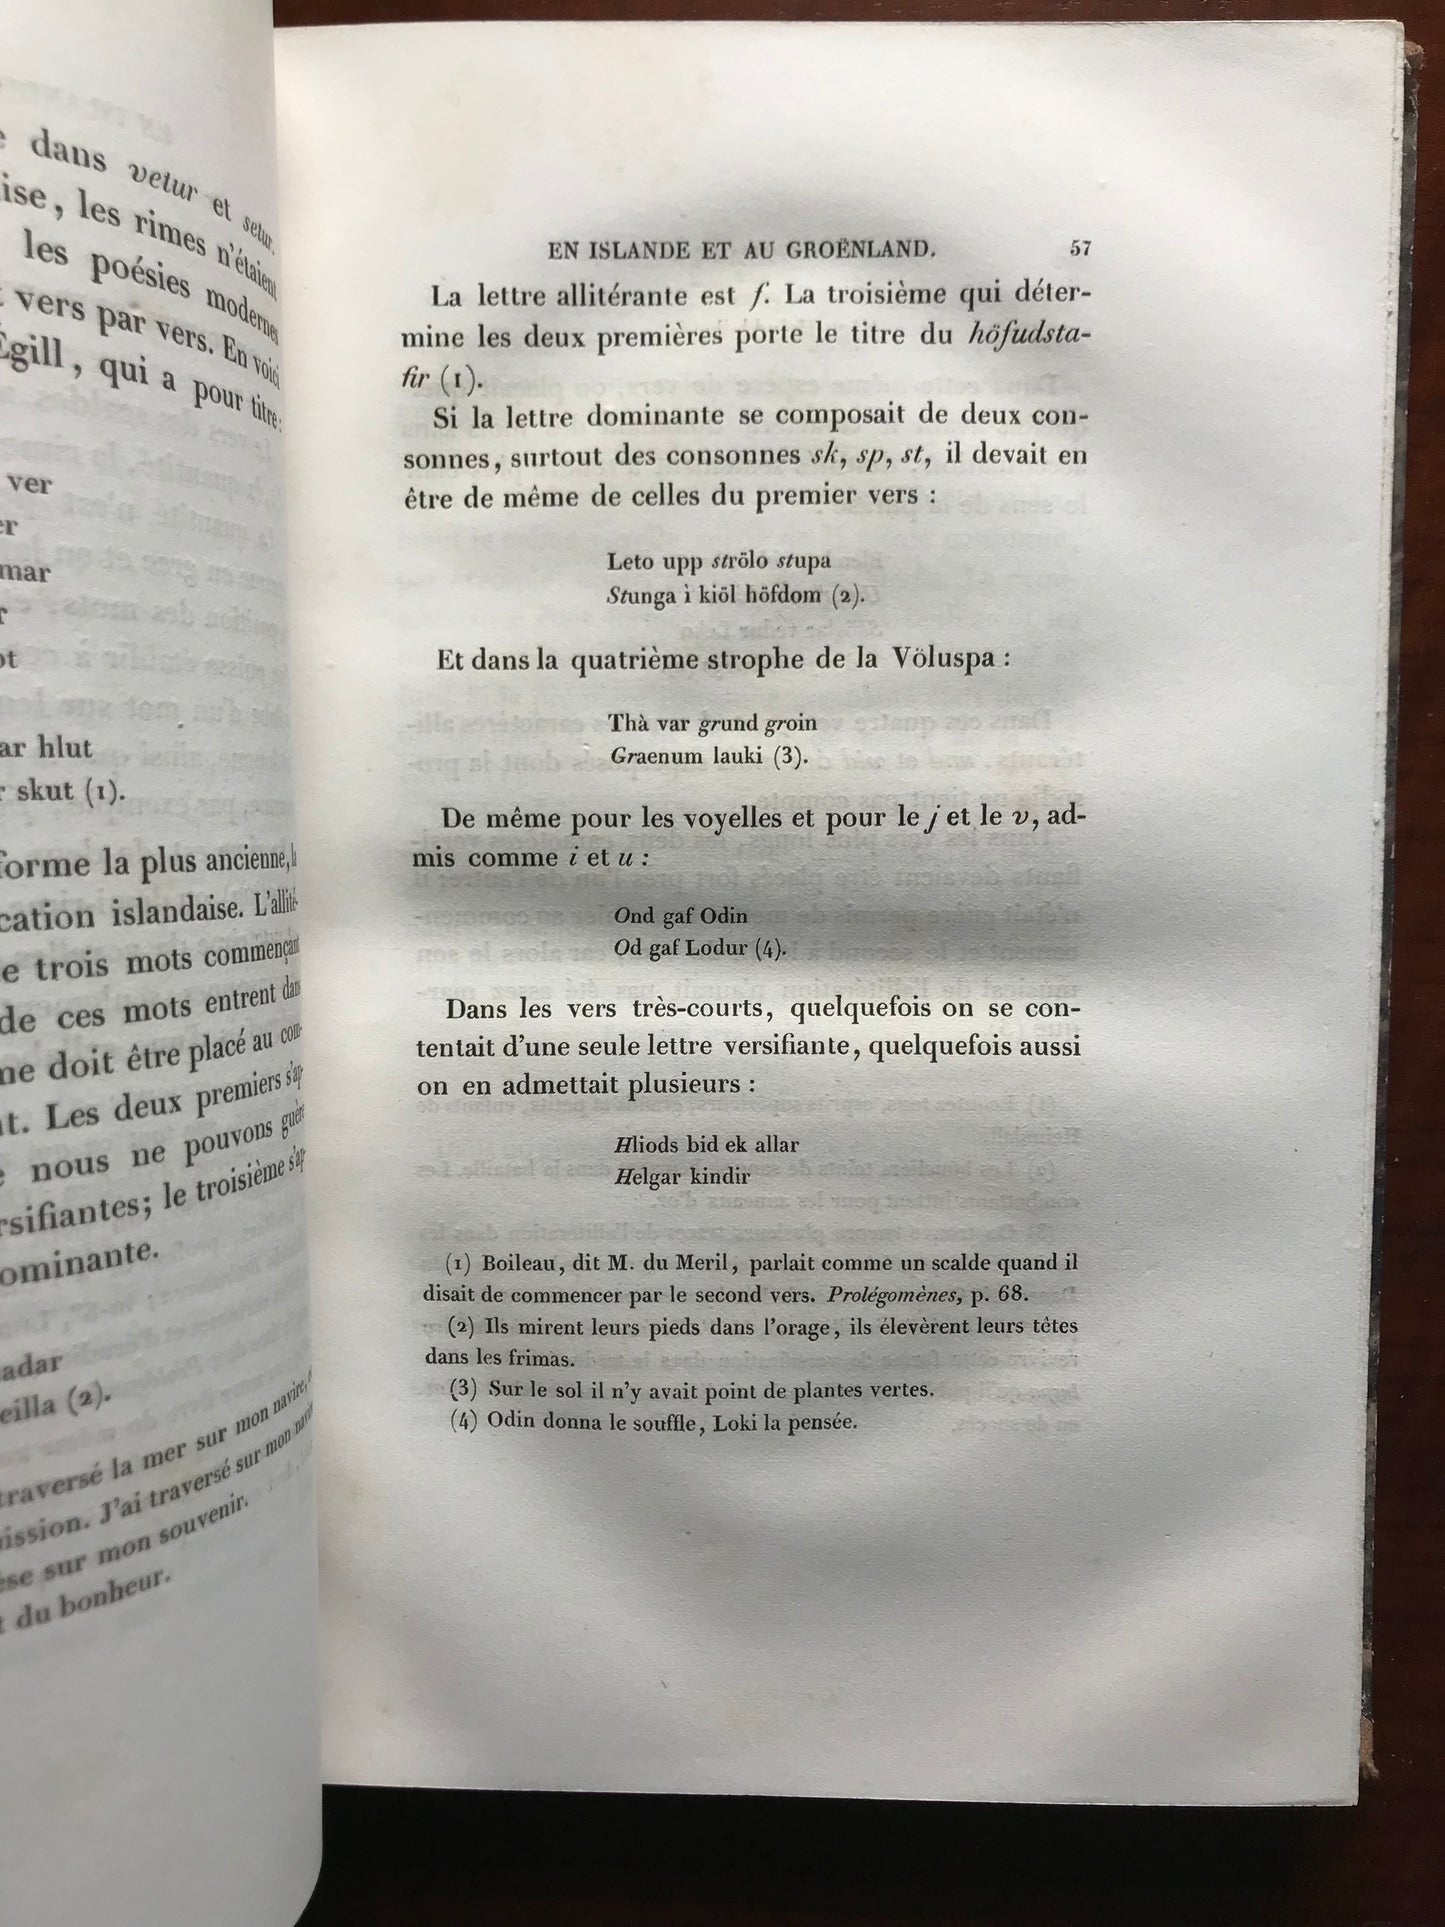 dans vetur et setur.
les rimes n'étaient
les poésies modernes
vers par vers. En voici
Égill, qui a pour titre:
ver
er
mar
r
ot
ar hlut
r skut (1).
forme la plus ancienne, la
cation islandaise. L'allité-
e trois mots commençant
de ces mots entrent dans
me doit être placé au com-
nt. Les deux premiers s'ap-
nous ne pouvons guère
rsifiantes; le troisième s'ap-
ominante.
adar
eilla (2).
traversé la mer sur mon navire,
ission. J'ai traversé sur mon navire
èse sur mon souvenir.
t du bonheur.
EN ISLANDE ET AU GROËNLAND. 57
La lettre allitérante est f. La troisième qui déter-
mine les deux premières porte le titre du höfudsta-
fir (1).
Si la lettre dominante se composait de deux con-
sonnes, surtout des consonnes sk, sp, st, il devait en
être de même de celles du premier vers :
Leto upp strölo stupa
Stunga ì kiöl höfdom (2).
Et dans la quatrième strophe de la Völuspa :
Thà var grund groin
Graenum lauki (3).
De même pour les voyelles et pour le j et le v, ad-
mis comme i et u :
Ond gaf Odin
Od gaf Lodur (4).
Dans les vers très-courts, quelquefois on se con-
tentait d'une seule lettre versifiante, quelquefois aussi
on en admettait plusieurs :
Hliods bid ek allar
Helgar kindir
(1) Boileau, dit M. du Meril, parlait comme un scalde quand il
disait de commencer par le second vers. Prolégomènes, p. 68.
(2) Ils mirent leurs pieds dans l'orage, ils élevèrent leurs têtes
dans les frimas.
(3) Sur le sol il n'y avait point de plantes vertes.
(4) Odin donna le souffle, Loki la pensée.